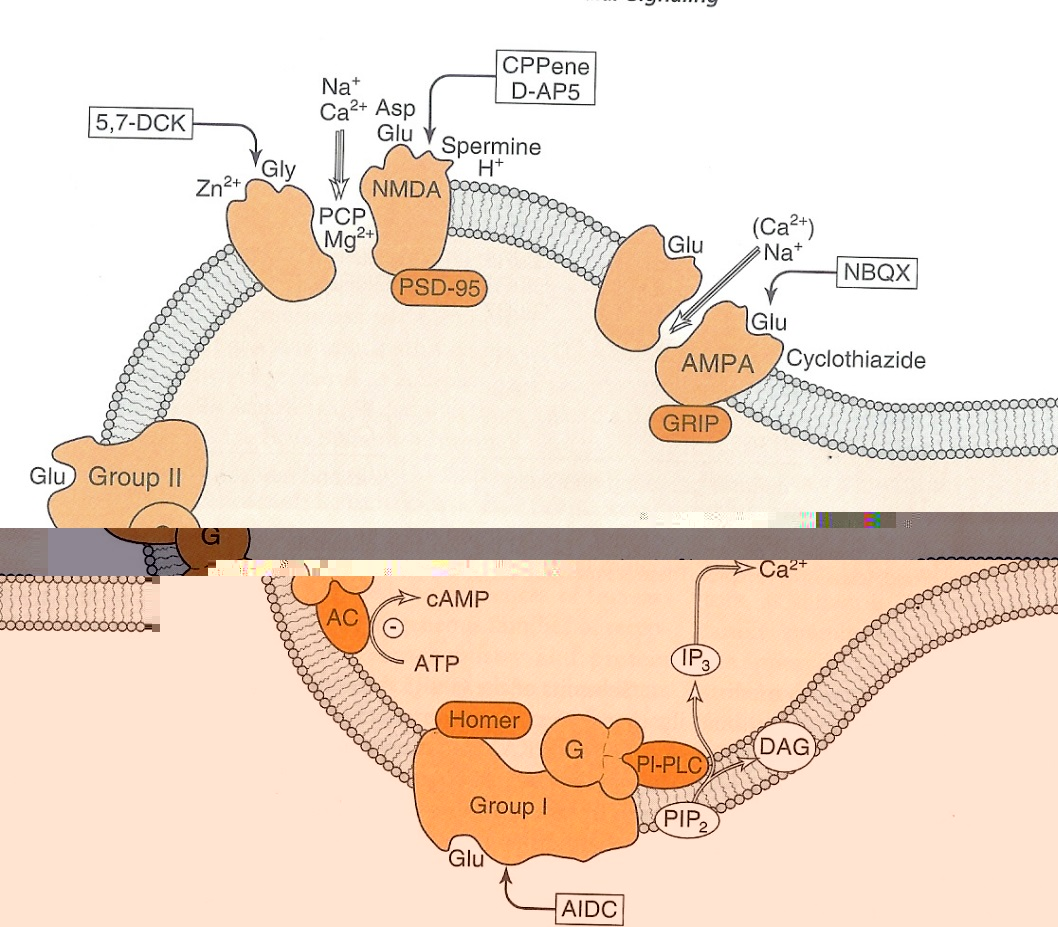 CPPene
D-AP5
5,7-DCK
Na⁺
Ca²⁺
Asp
Glu
Spermine
H⁺
Gly
Zn²⁺
NMDA
PCP
Mg²⁺
PSD-95
Glu
(Ca²⁺)
Na⁺
NBQX
Glu
AMPA
Cyclothiazide
GRIP
Glu
Group II
G
Ca²⁺
AC
cAMP
-
ATP
IP₃
Homer
G
PI-PLC
DAG
Group I
PIP₂
Glu
AIDC